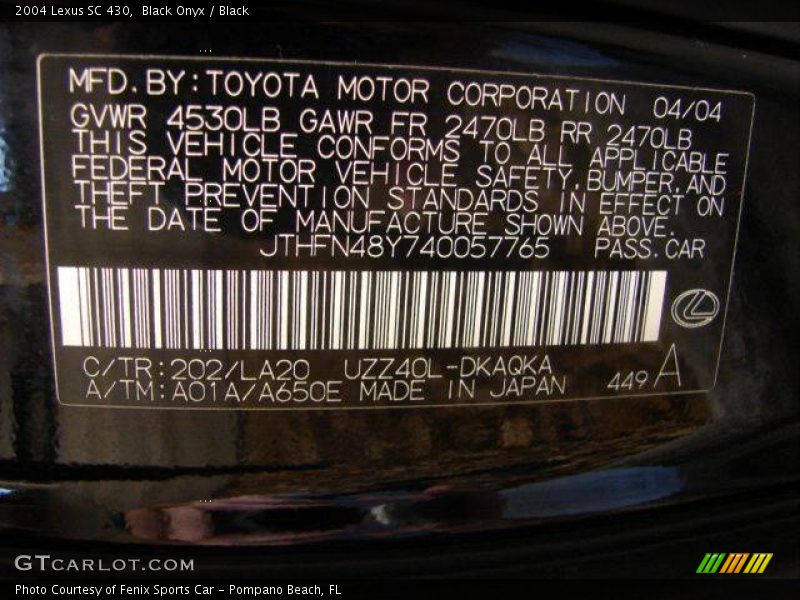 2004 Lexus SC 430,  Black Onyx / Black
MFD. BY: TOYOTA MOTOR CORPORATION 04/04
GVWR 4530LB GAWR FR 2470LB RR 2470LB
THIS VEHICLE CONFORMS TO ALL APPLICABLE
FEDERAL MOTOR VEHICLE SAFETY, BUMPER, AND
THEFT PREVENTION STANDARDS IN EFFECT ON
THE DATE OF MANUFACTURE SHOWN ABOVE.
JTHFN48Y740057765 PASS. CAR
C/TR: 202/LA20 UZZ40L-DKAQKA
A/TM: A01A/A650E MADE IN JAPAN 449 A
GTCARLOT.COM
Photo Courtesy of Fenix Sports Car – Pompano Beach, FL